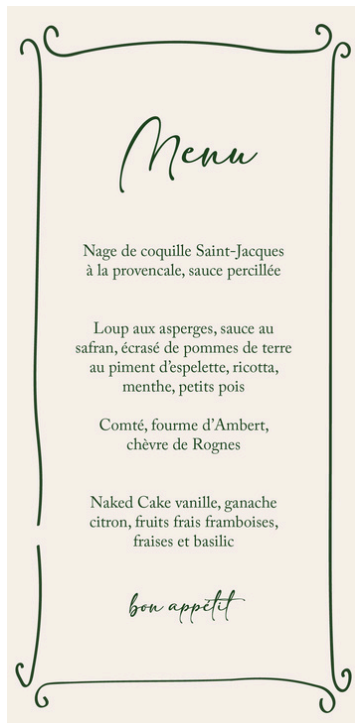 Menu
Nage de coquille Saint-Jacques
à la provencale, sauce percillée
Loup aux asperges, sauce au
safran, écrasé de pommes de terre
au piment d'espelette, ricotta,
menthe, petits pois
Comté, fourme d'Ambert,
chèvre de Rognes
Naked Cake vanille, ganache
citron, fruits frais framboises,
fraises et basilic
bon appétit